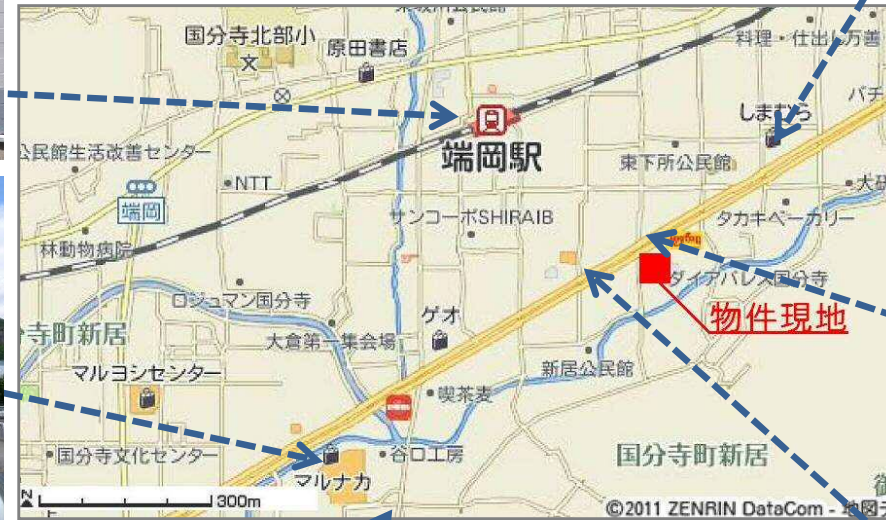 国分寺北部小
文
原田書店
料理・仕出し万善
パチ
しまむら
端岡駅
公民館生活改善センター
東下所公民館
NTT
端岡
サンコーポSHIRAIB
タカキベーカリー
林動物病院
ダイアパレス国分寺
ロジュマン国分寺
物件現地
ゲオ
寺町新居
大倉第一集会場
新居公民館
マルヨシセンター
喫茶麦
国分寺文化センター
谷口工房
国分寺町新居
マルナカ
N
300m
©2011 ZENRIN DataCom - 地図